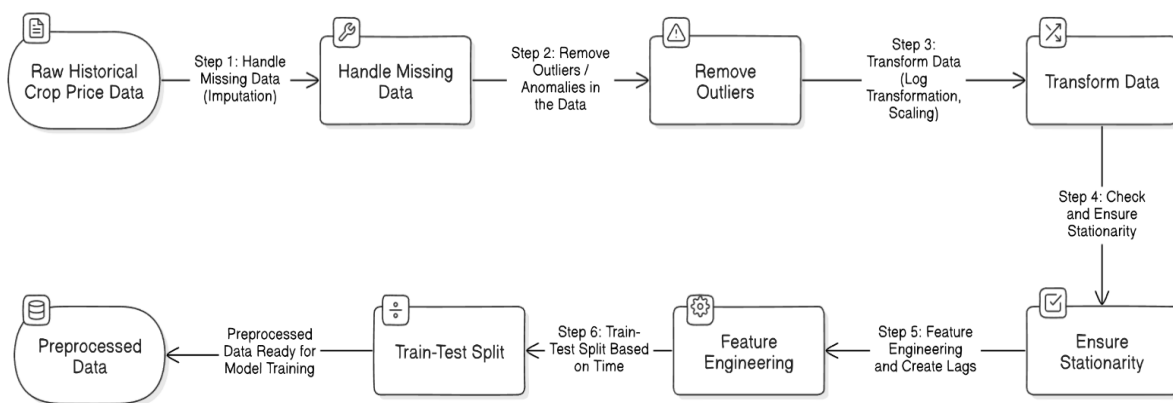 Raw Historical
Crop Price Data
Step 1: Handle
Missing Data
(Imputation)
Handle Missing
Data
Step 2: Remove
Outliers /
Anomalies in
the Data
Remove
Outliers
Step 3:
Transform Data
(Log
Transformation,
Scaling)
Transform Data
Step 4: Check
and Ensure
Stationarity
Ensure
Stationarity
Step 5: Feature
Engineering
and Create Lags
Feature
Engineering
Step 6: Train-
Test Split Based
on Time
Train-Test Split
Preprocessed
Data Ready for
Model Training
Preprocessed
Data